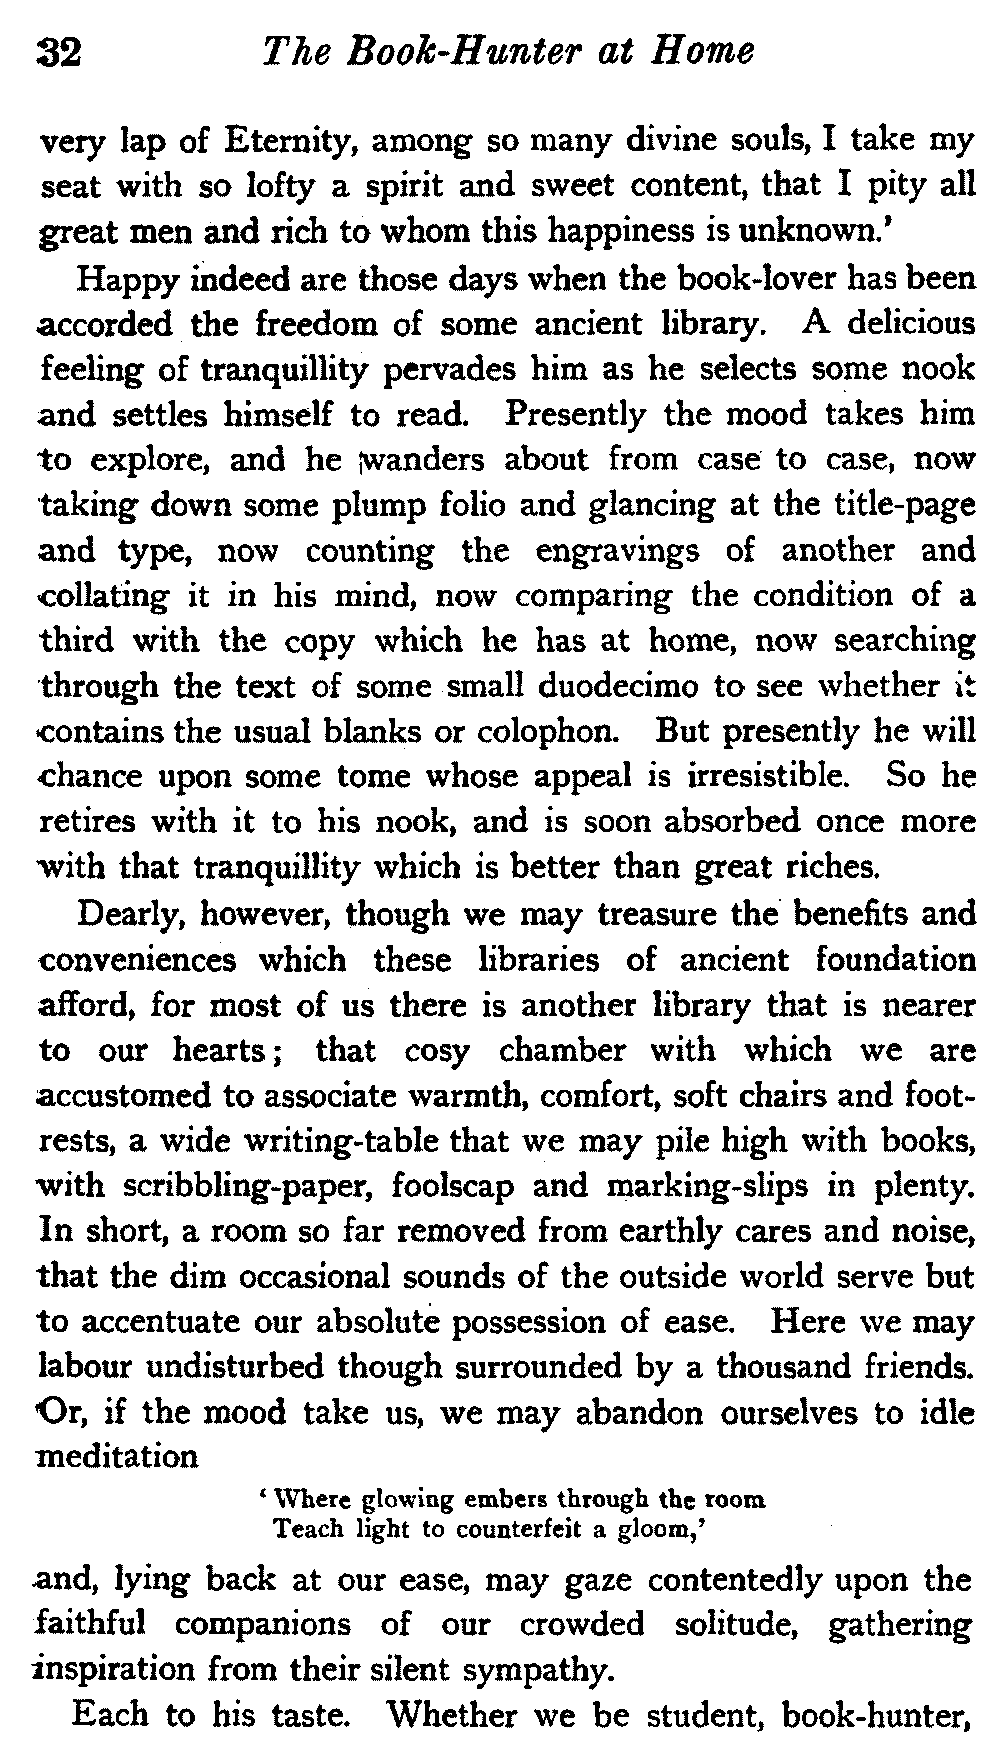 32 The Book-Hunter at Home
very lap of Eternity, among so many divine souls, I take my
seat with so lofty a spirit and sweet content, that I pity all
great men and rich to whom this happiness is unknown.'
Happy indeed are those days when the book-lover has been
accorded the freedom of some ancient library. A delicious
feeling of tranquillity pervades him as he selects some nook
and settles himself to read. Presently the mood takes him
to explore, and he wanders about from case to case, now
taking down some plump folio and glancing at the title-page
and type, now counting the engravings of another and
collating it in his mind, now comparing the condition of a
third with the copy which he has at home, now searching
through the text of some small duodecimo to see whether it
contains the usual blanks or colophon. But presently he will
chance upon some tome whose appeal is irresistible. So he
retires with it to his nook, and is soon absorbed once more
with that tranquillity which is better than great riches.
Dearly, however, though we may treasure the benefits and
conveniences which these libraries of ancient foundation
afford, for most of us there is another library that is nearer
to our hearts; that cosy chamber with which we are
accustomed to associate warmth, comfort, soft chairs and foot-
rests, a wide writing-table that we may pile high with books,
with scribbling-paper, foolscap and marking-slips in plenty.
In short, a room so far removed from earthly cares and noise,
that the dim occasional sounds of the outside world serve but
to accentuate our absolute possession of ease. Here we may
labour undisturbed though surrounded by a thousand friends.
Or, if the mood take us, we may abandon ourselves to idle
meditation
'Where glowing embers through the room
Teach light to counterfeit a gloom,'
and, lying back at our ease, may gaze contentedly upon the
faithful companions of our crowded solitude, gathering
inspiration from their silent sympathy.
Each to his taste. Whether we be student, book-hunter,